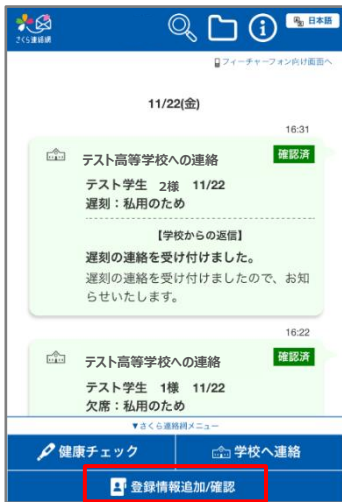 さくら連絡網
日本語
フィーチャーフォン向け画面へ
11/22(金)
16:31
テスト高等学校への連絡
確認済
テスト学生 2様 11/22
遅刻：私用のため
【学校からの返信】
遅刻の連絡を受け付けました。
遅刻の連絡を受け付けましたので、お知
らせいたします。
16:22
テスト高等学校への連絡
確認済
テスト学生 1様 11/22
欠席：私用のため
▼さくら連絡網メニュー
健康チェック
学校へ連絡
登録情報追加/確認